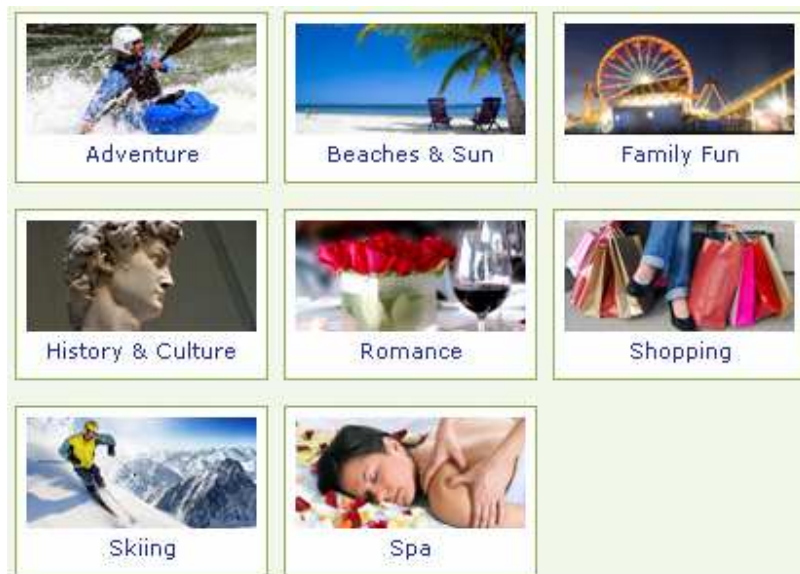 Adventure
Beaches & Sun
Family Fun
History & Culture
Romance
Shopping
Skiing
Spa